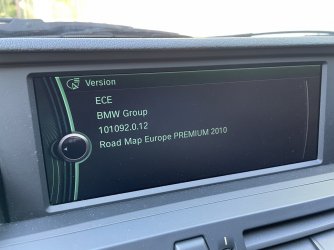 Version
ECE
BMW Group
101092.0.12
Road Map Europe PREMIUM 2010